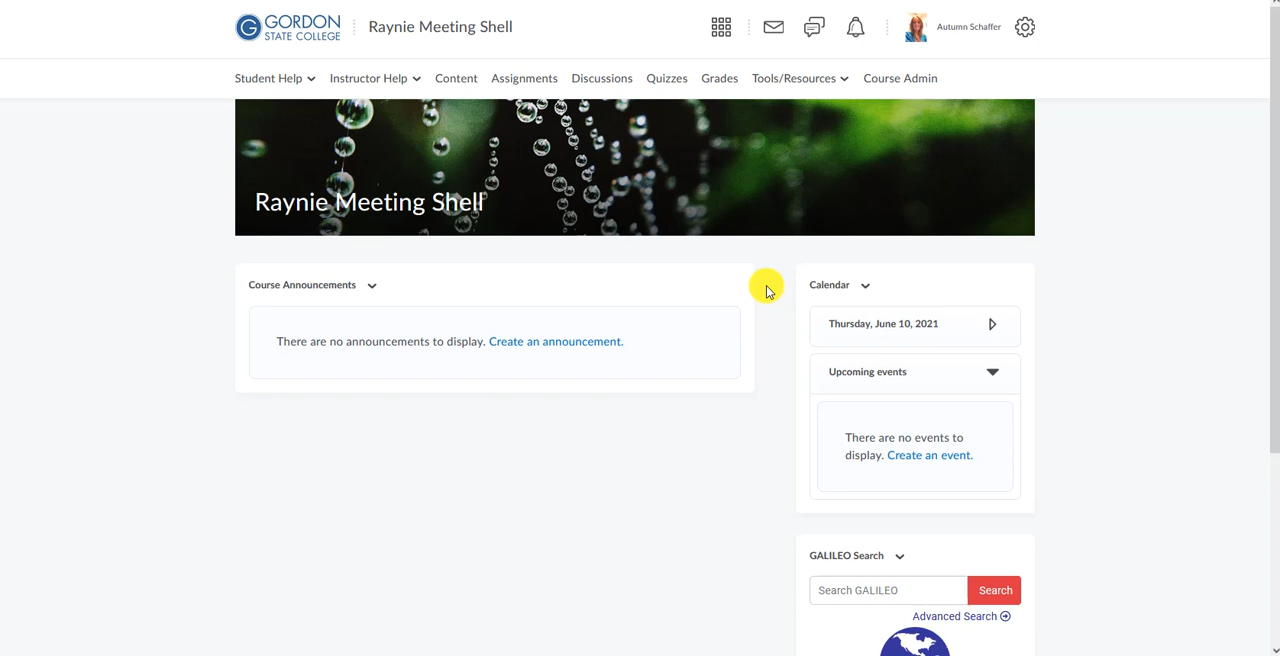 GORDON
STATE COLLEGE
Raynie Meeting Shell
Autumn Schaffer
Student Help
Instructor Help
Content
Assignments
Discussions
Quizzes
Grades
Tools/Resources
Course Admin
Raynie Meeting Shell
Course Announcements
There are no announcements to display. Create an announcement.
Calendar
Thursday, June 10, 2021
Upcoming events
There are no events to
display. Create an event.
GALILEO Search
Search GALILEO
Search
Advanced Search